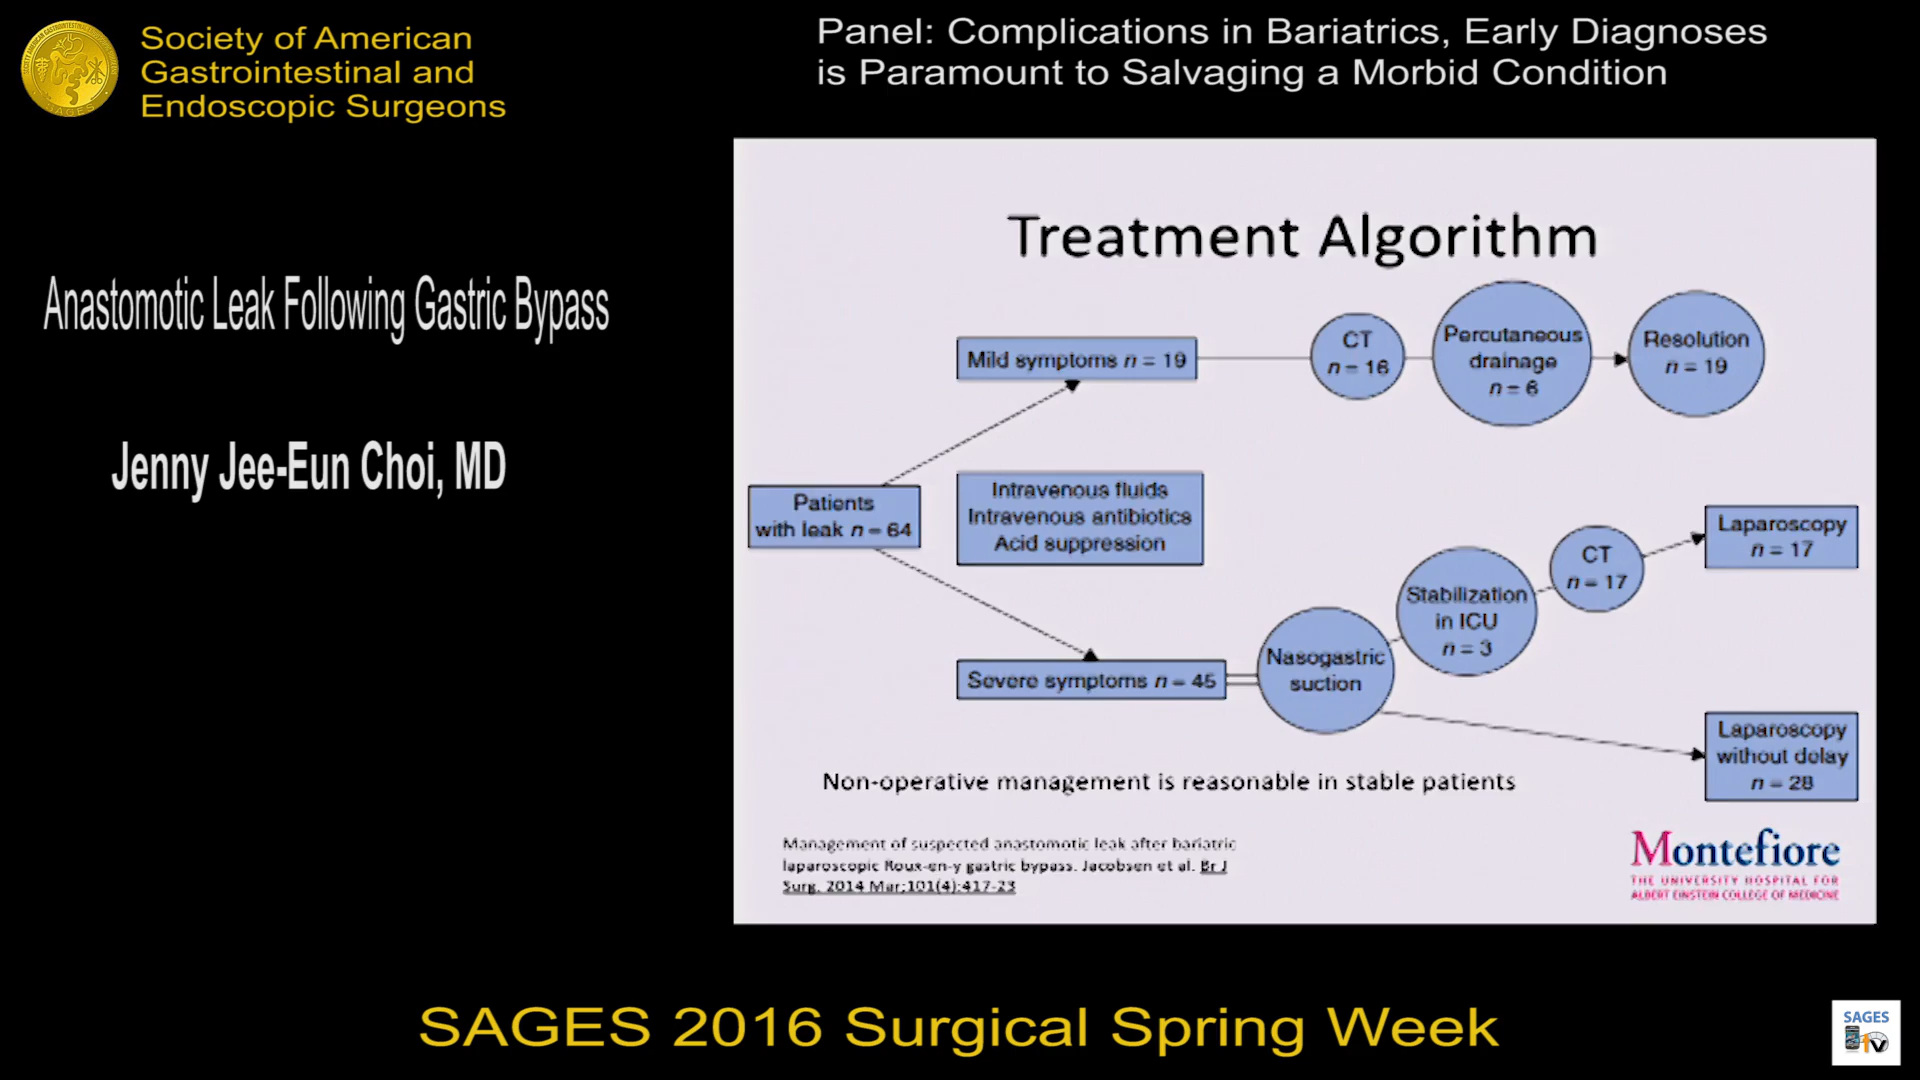 Society of American
Gastrointestinal and
Endoscopic Surgeons
Panel: Complications in Bariatrics, Early Diagnoses
is Paramount to Salvaging a Morbid Condition
Anastomotic Leak Following Gastric Bypass
Jenny Jee-Eun Choi, MD
Treatment Algorithm
Mild symptoms n = 19
CT
n = 16
Percutaneous
drainage
n = 6
Resolution
n = 19
Patients
with leak n = 64
Intravenous fluids
Intravenous antibiotics
Acid suppression
Severe symptoms n = 45
Nasogastric
suction
Stabilization
in ICU
n = 3
CT
n = 17
Laparoscopy
n = 17
Laparoscopy
without delay
n = 28
Non-operative management is reasonable in stable patients
Management of suspected anastomotic leak after bariatric
laparoscopic Roux-en-y gastric bypass. Jacobsen et al. Br J
Surg. 2014 Mar;101(4):417-23
Montefiore
THE UNIVERSITY HOSPITAL FOR
ALBERT EINSTEIN COLLEGE OF MEDICINE
SAGES 2016 Surgical Spring Week
SAGES
TV